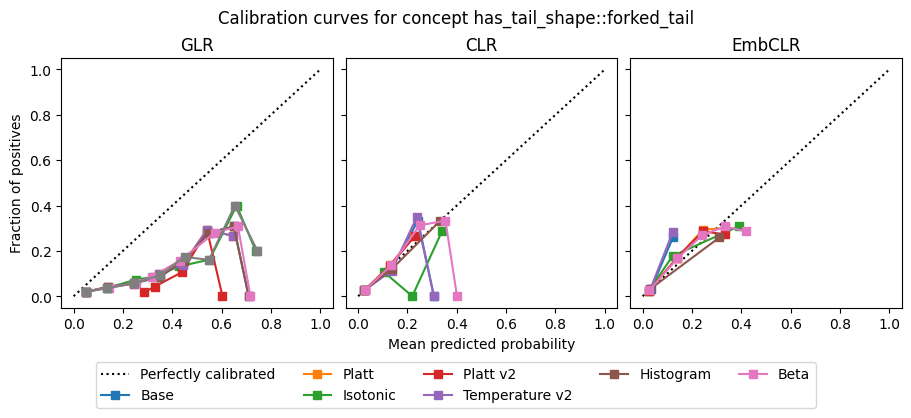 Calibration curves for concept has_tail_shape::forked_tail
GLR
CLR
EmbCLR
Fraction of positives
1.0
0.8
0.6
0.4
0.2
0.0
0.0 0.2 0.4 0.6 0.8 1.0
0.0 0.2 0.4 0.6 0.8 1.0
0.0 0.2 0.4 0.6 0.8 1.0
Mean predicted probability
Perfectly calibrated
Base
Platt
Isotonic
Platt v2
Temperature v2
Histogram
Beta